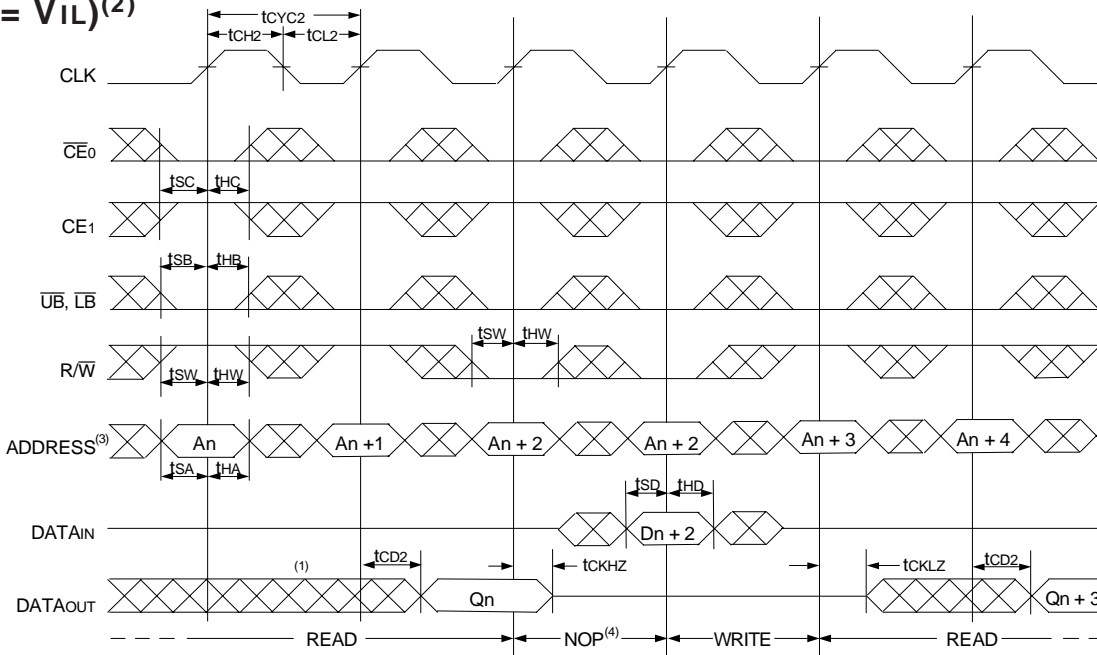 = VIL)(2)
tCYC2
tCH2 tCL2
CLK
CE0
tSC tHC
CE1
tSB tHB
UB, LB
tSW tHW
R/W
tSW tHW
ADDRESS(3) An An +1 An + 2 An + 2 An + 3 An + 4
tSA tHA
tSD tHD
DATAIN Dn + 2
tCD2 tCKHZ tCKLZ tCD2
(1)
DATAOUT Qn Qn + 3
READ NOP(4) WRITE READ